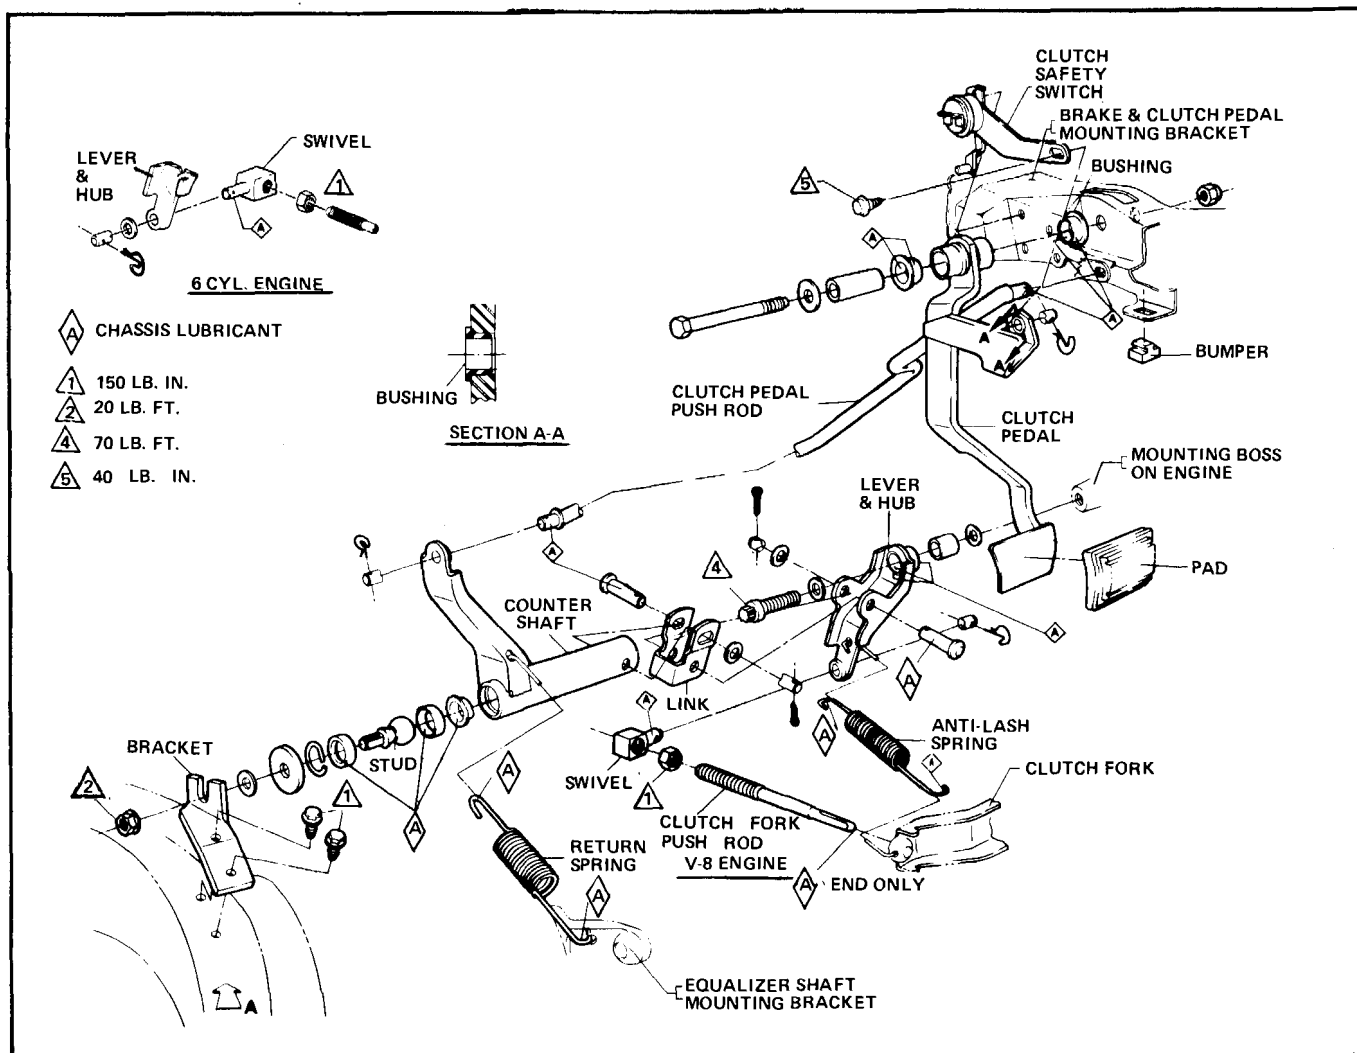 CLUTCH
SAFETY
SWITCH
BRAKE & CLUTCH PEDAL
MOUNTING BRACKET
BUSHING
SWIVEL
LEVER
&
HUB
1
A
6 CYL. ENGINE
5
A
A
A
A
BUMPER
A CHASSIS LUBRICANT
1 150 LB. IN.
2 20 LB. FT.
4 70 LB. FT.
5 40 LB. IN.
BUSHING
SECTION A-A
CLUTCH PEDAL
PUSH ROD
CLUTCH
PEDAL
MOUNTING BOSS
ON ENGINE
LEVER
& HUB
PAD
A
4
COUNTER
SHAFT
A
A
LINK
A
A
BRACKET
STUD
2
1
A
A
SWIVEL
1
ANTI-LASH
SPRING
A
CLUTCH FORK
CLUTCH FORK
PUSH ROD
V-8 ENGINE
A END ONLY
RETURN
SPRING
A
EQUALIZER SHAFT
MOUNTING BRACKET
A